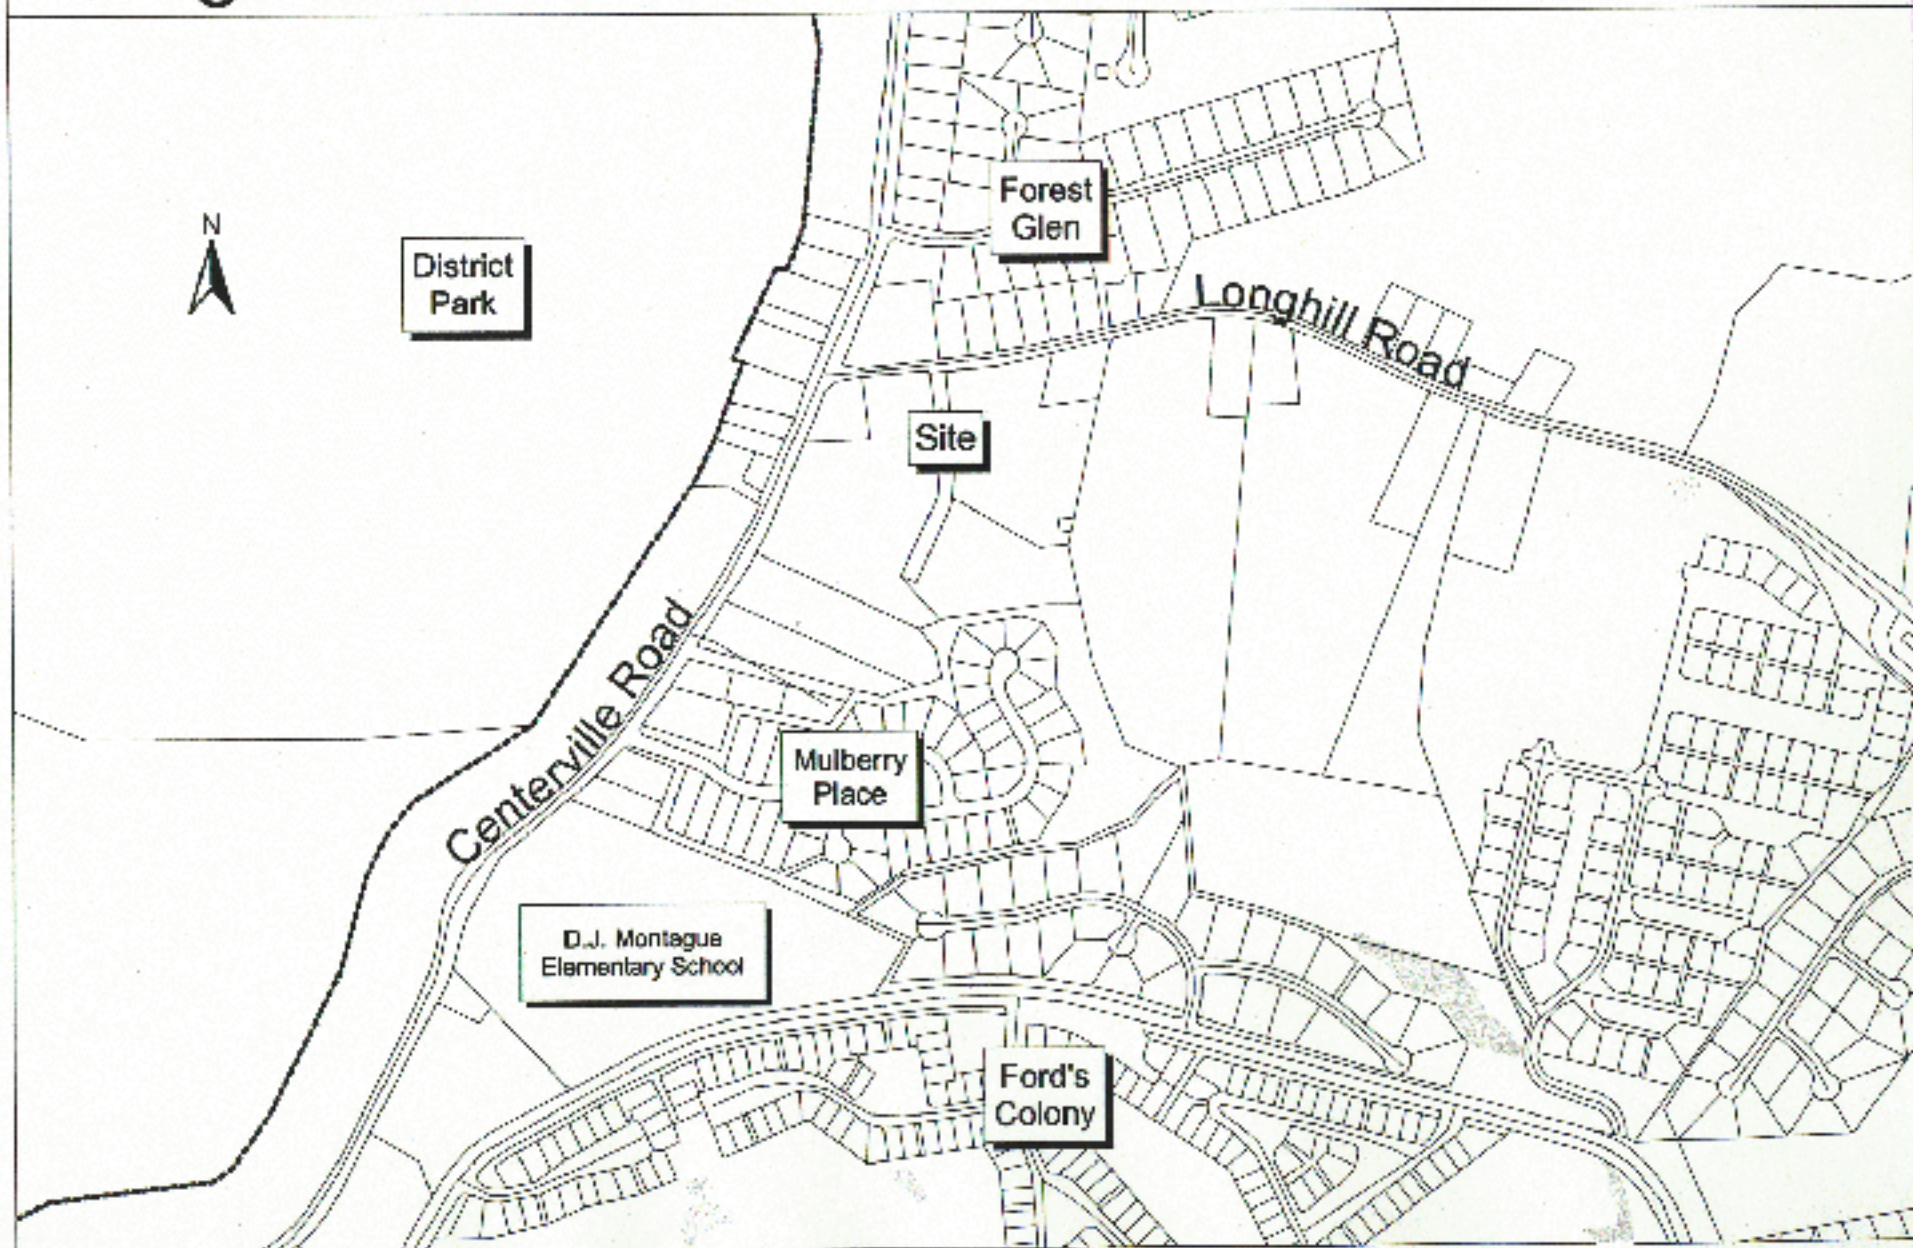 Forest
Glen
N
District
Park
Longhill Road
Site
Centerville Road
Mulberry
Place
D.J. Montague
Elementary School
Ford's
Colony